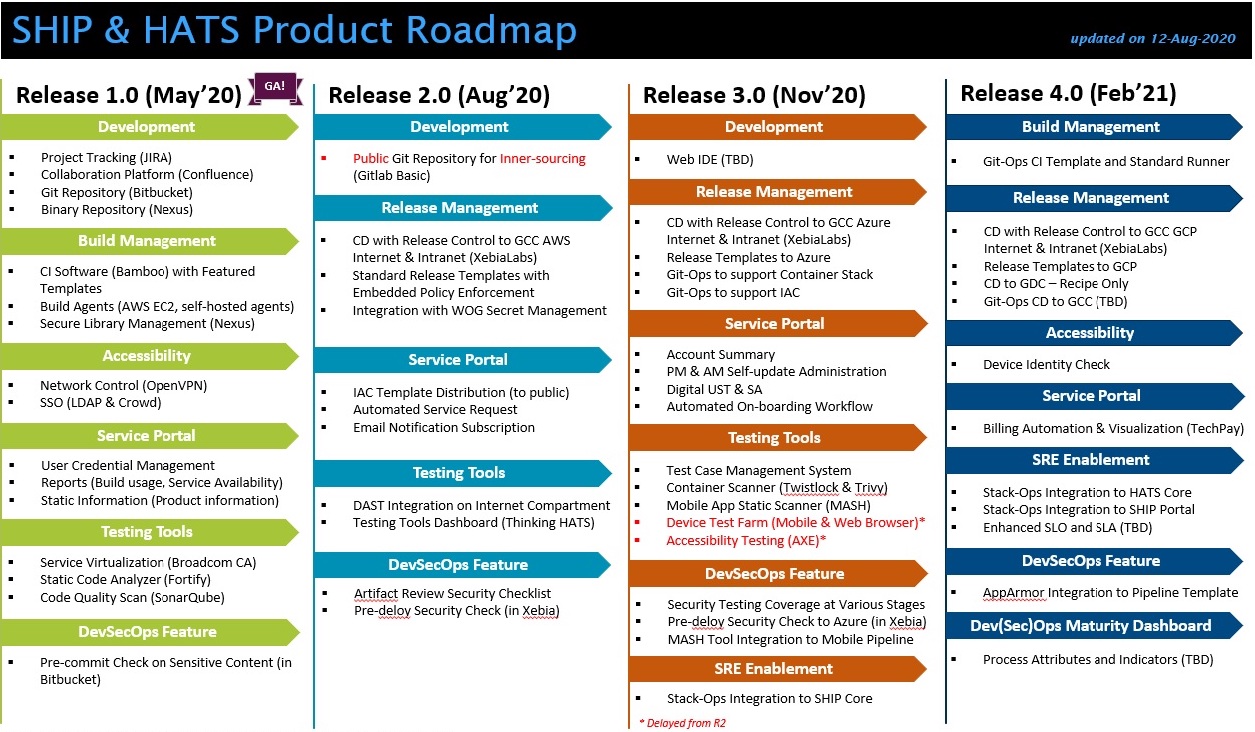 SHIP & HATS Product Roadmap
updated on 12-Aug-2020
Release 1.0 (May'20)
GA!
Development
Project Tracking (JIRA)
Collaboration Platform (Confluence)
Git Repository (Bitbucket)
Binary Repository (Nexus)
Build Management
CI Software (Bamboo) with Featured
Templates
Build Agents (AWS EC2, self-hosted agents)
Secure Library Management (Nexus)
Accessibility
Network Control (OpenVPN)
SSO (LDAP & Crowd)
Service Portal
User Credential Management
Reports (Build usage, Service Availability)
Static Information (Product information)
Testing Tools
Service Virtualization (Broadcom CA)
Static Code Analyzer (Fortify)
Code Quality Scan (SonarQube)
DevSecOps Feature
Pre-commit Check on Sensitive Content (in
Bitbucket)
Release 2.0 (Aug'20)
Development
Public Git Repository for Inner-sourcing
(Gitlab Basic)
Release Management
CD with Release Control to GCC AWS
Internet & Intranet (XebiaLabs)
Standard Release Templates with
Embedded Policy Enforcement
Integration with WOG Secret Management
Service Portal
IAC Template Distribution (to public)
Automated Service Request
Email Notification Subscription
Testing Tools
DAST Integration on Internet Compartment
Testing Tools Dashboard (Thinking HATS)
DevSecOps Feature
Artifact Review Security Checklist
Pre-deloy Security Check (in Xebia)
Release 3.0 (Nov'20)
Development
Web IDE (TBD)
Release Management
CD with Release Control to GCC Azure
Internet & Intranet (XebiaLabs)
Release Templates to Azure
Git-Ops to support Container Stack
Git-Ops to support IAC
Service Portal
Account Summary
PM & AM Self-update Administration
Digital UST & SA
Automated On-boarding Workflow
Testing Tools
Test Case Management System
Container Scanner (Twistlock & Trivy)
Mobile App Static Scanner (MASH)
Device Test Farm (Mobile & Web Browser)*
Accessibility Testing (AXE)*
DevSecOps Feature
Security Testing Coverage at Various Stages
Pre-deloy Security Check to Azure (in Xebia)
MASH Tool Integration to Mobile Pipeline
SRE Enablement
Stack-Ops Integration to SHIP Core
* Delayed from R2
Release 4.0 (Feb'21)
Build Management
Git-Ops CI Template and Standard Runner
Release Management
CD with Release Control to GCC GCP
Internet & Intranet (XebiaLabs)
Release Templates to GCP
CD to GDC – Recipe Only
Git-Ops CD to GCC (TBD)
Accessibility
Device Identity Check
Service Portal
Billing Automation & Visualization (TechPay)
SRE Enablement
Stack-Ops Integration to HATS Core
Stack-Ops Integration to SHIP Portal
Enhanced SLO and SLA (TBD)
DevSecOps Feature
AppArmor Integration to Pipeline Template
Dev(Sec)Ops Maturity Dashboard
Process Attributes and Indicators (TBD)